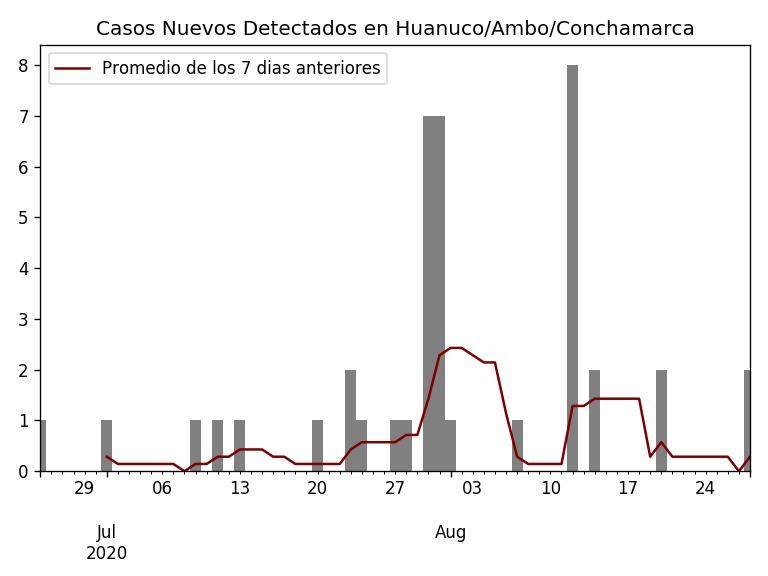 Casos Nuevos Detectados en Huanuco/Ambo/Conchamarca
Promedio de los 7 dias anteriores
8
7
6
5
4
3
2
1
0
29 06 13 20 27 03 10 17 24
Jul Aug
2020